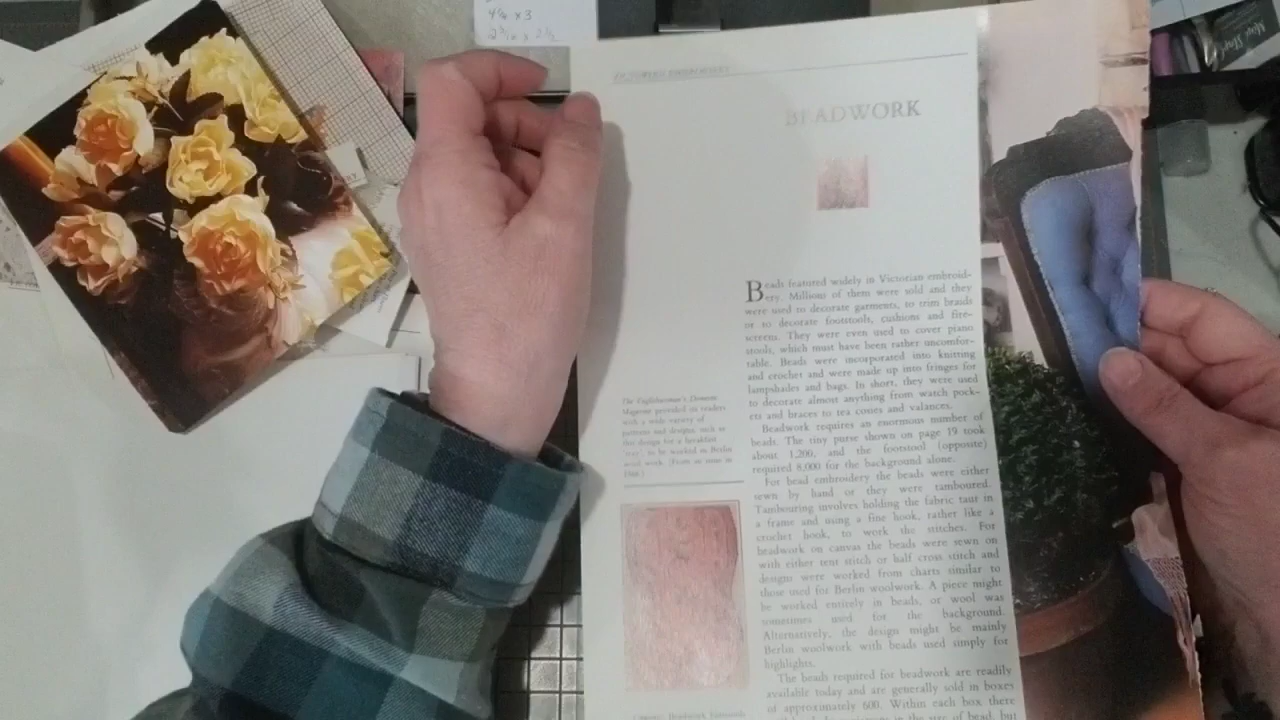 4¼ x 3
VICTORIAN EMBROIDERY
BEADWORK
Beads featured widely in Victorian embroid-
ery. Millions of them were sold and they
were used to decorate garments, to trim braids
or to decorate footstools, cushions and fire-
screens. They were even used to cover piano
stools, which must have been rather uncomfor-
table. Beads were incorporated into knitting
and crochet and were made up into fringes for
lampshades and bags. In short, they were used
to decorate almost anything from watch pock-
ets and braces to tea cosies and valances.
Beadwork requires an enormous number of
beads. The tiny purse shown on page 19 took
about 1,200, and the footstool (opposite)
required 8,000 for the background alone.
For bead embroidery the beads were either
sewn by hand or they were tamboured.
Tambouring involves holding the fabric taut in
a frame and using a fine hook, rather like a
crochet hook, to work the stitches. For
beadwork on canvas the beads were sewn on
with either tent stitch or half cross stitch and
designs were worked from charts similar to
those used for Berlin woolwork. A piece might
be worked entirely in beads, or wool was
sometimes used for the background.
Alternatively, the design might be mainly
Berlin woolwork with beads used simply for
highlights.
The beads required for beadwork are readily
available today and are generally sold in boxes
of approximately 600. Within each box there
in the size of bead, but
The Englishwoman's Domestic
Magazine provided its readers
with a wide variety of
patterns and designs, such as
this design for a breakfast
to be worked in Berlin
wool work. (From an issue in